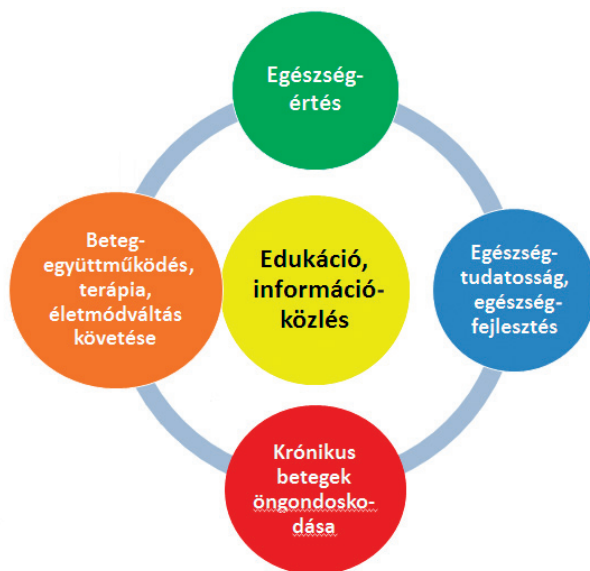 Egészség-
értés
Beteg-
együttműködés,
terápia,
életmódváltás
követése
Edukáció,
információ-
közlés
Egészség-
tudatosság,
egészség-
fejlesztés
Krónikus
betegek
öngondosko-
dása